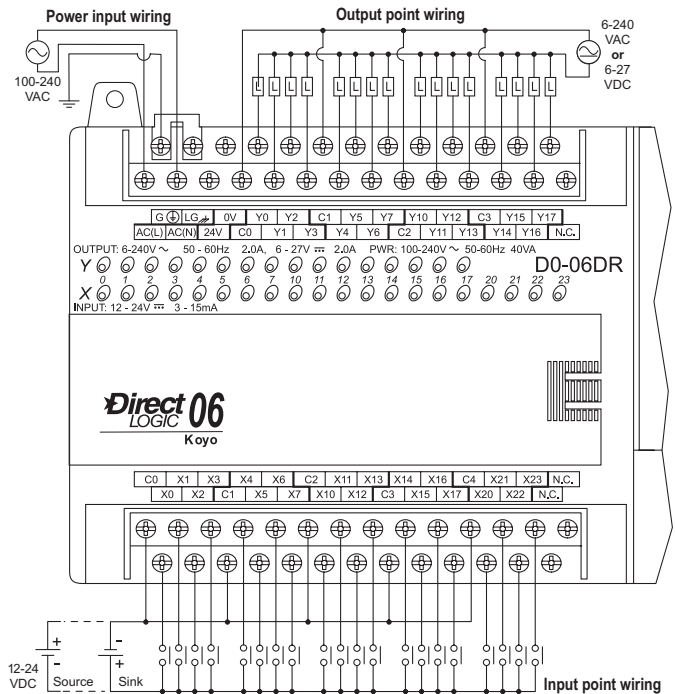 Power input wiring
Output point wiring
6-240
VAC
or
6-27
VDC
100-240
VAC
L L L L L L L L L L L L L L L L
G LG 0V Y0 Y2 C1 Y5 Y7 Y10 Y12 C3 Y15 Y17
AC(L) AC(N) 24V C0 Y1 Y3 Y4 Y6 C2 Y11 Y13 Y14 Y16 N.C.
OUTPUT: 6-240V ~ 50 - 60Hz 2.0A, 6 - 27V ⎓ 2.0A PWR: 100-240V ~ 50-60Hz 40VA
Y D0-06DR
0 1 2 3 4 5 6 7 10 11 12 13 14 15 16 17 20 21 22 23
X
INPUT: 12 - 24V ⎓ 3 - 15mA
Direct 06
LOGIC
Koyo
C0 X1 X3 X4 X6 C2 X11 X13 X14 X16 C4 X21 X23 N.C.
X0 X2 C1 X5 X7 X10 X12 C3 X15 X17 X20 X22 N.C.
+ -
12-24
VDC
- +
Source Sink
Input point wiring